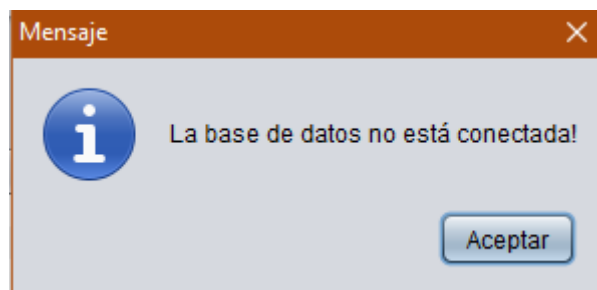 Mensaje
La base de datos no está conectada!
Aceptar